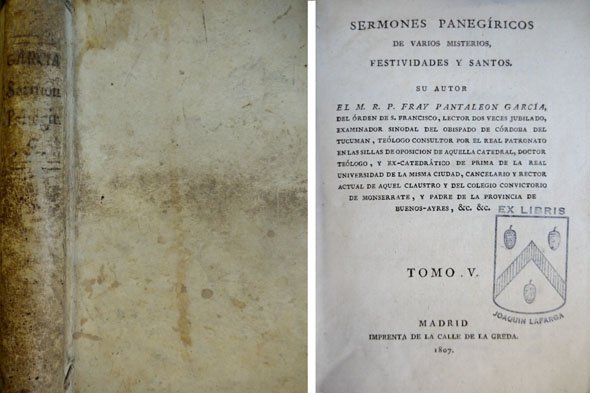 GARCIA
Sermon
Panegir
SERMONES PANEGÍRICOS
DE VARIOS MISTERIOS,
FESTIVIDADES Y SANTOS.
SU AUTOR
EL M. R. P. FRAY PANTALEON GARCÍA,
DEL ÓRDEN DE S. FRANCISCO, LECTOR DOS VECES JUBILADO,
EXAMINADOR SINODAL DEL OBISPADO DE CÓRDOBA DEL
TUCUMAN, TEÓLOGO CONSULTOR POR EL REAL PATRONATO
EN LAS SILLAS DE OPOSICION DE AQUELLA CATEDRAL, DOCTOR
TEÓLOGO, Y EX-CATEDRÁTICO DE PRIMA DE LA REAL
UNIVERSIDAD DE LA MISMA CIUDAD, CANCELARIO Y RECTOR
ACTUAL DE AQUEL CLAUSTRO Y DEL COLEGIO CONVICTORIO
DE MONSERRATE, Y PADRE DE LA PROVINCIA DE
BUENOS-AYRES, &c. &c.
EX LIBRIS
TOMO V.
JOAQUIN LAFARGA
MADRID
IMPRENTA DE LA CALLE DE LA GREDA.
1807.